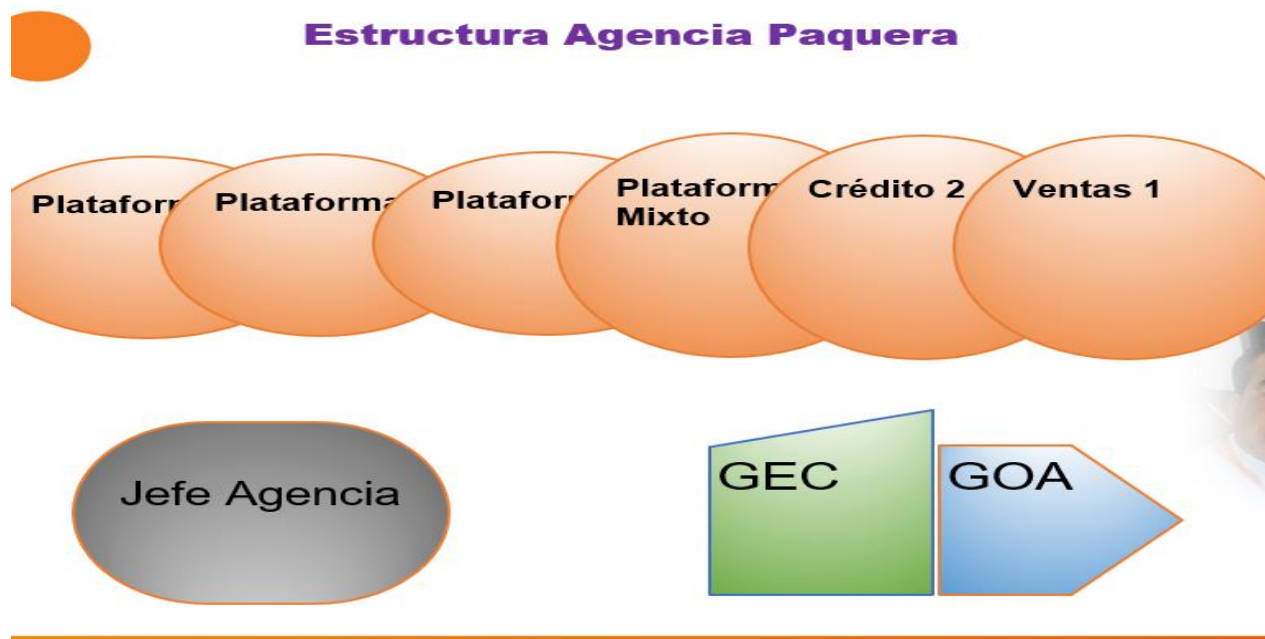 Estructura Agencia Paquera
Plataforma
Mixto
Crédito 2
Ventas 1
Jefe Agencia
GEC
GOA